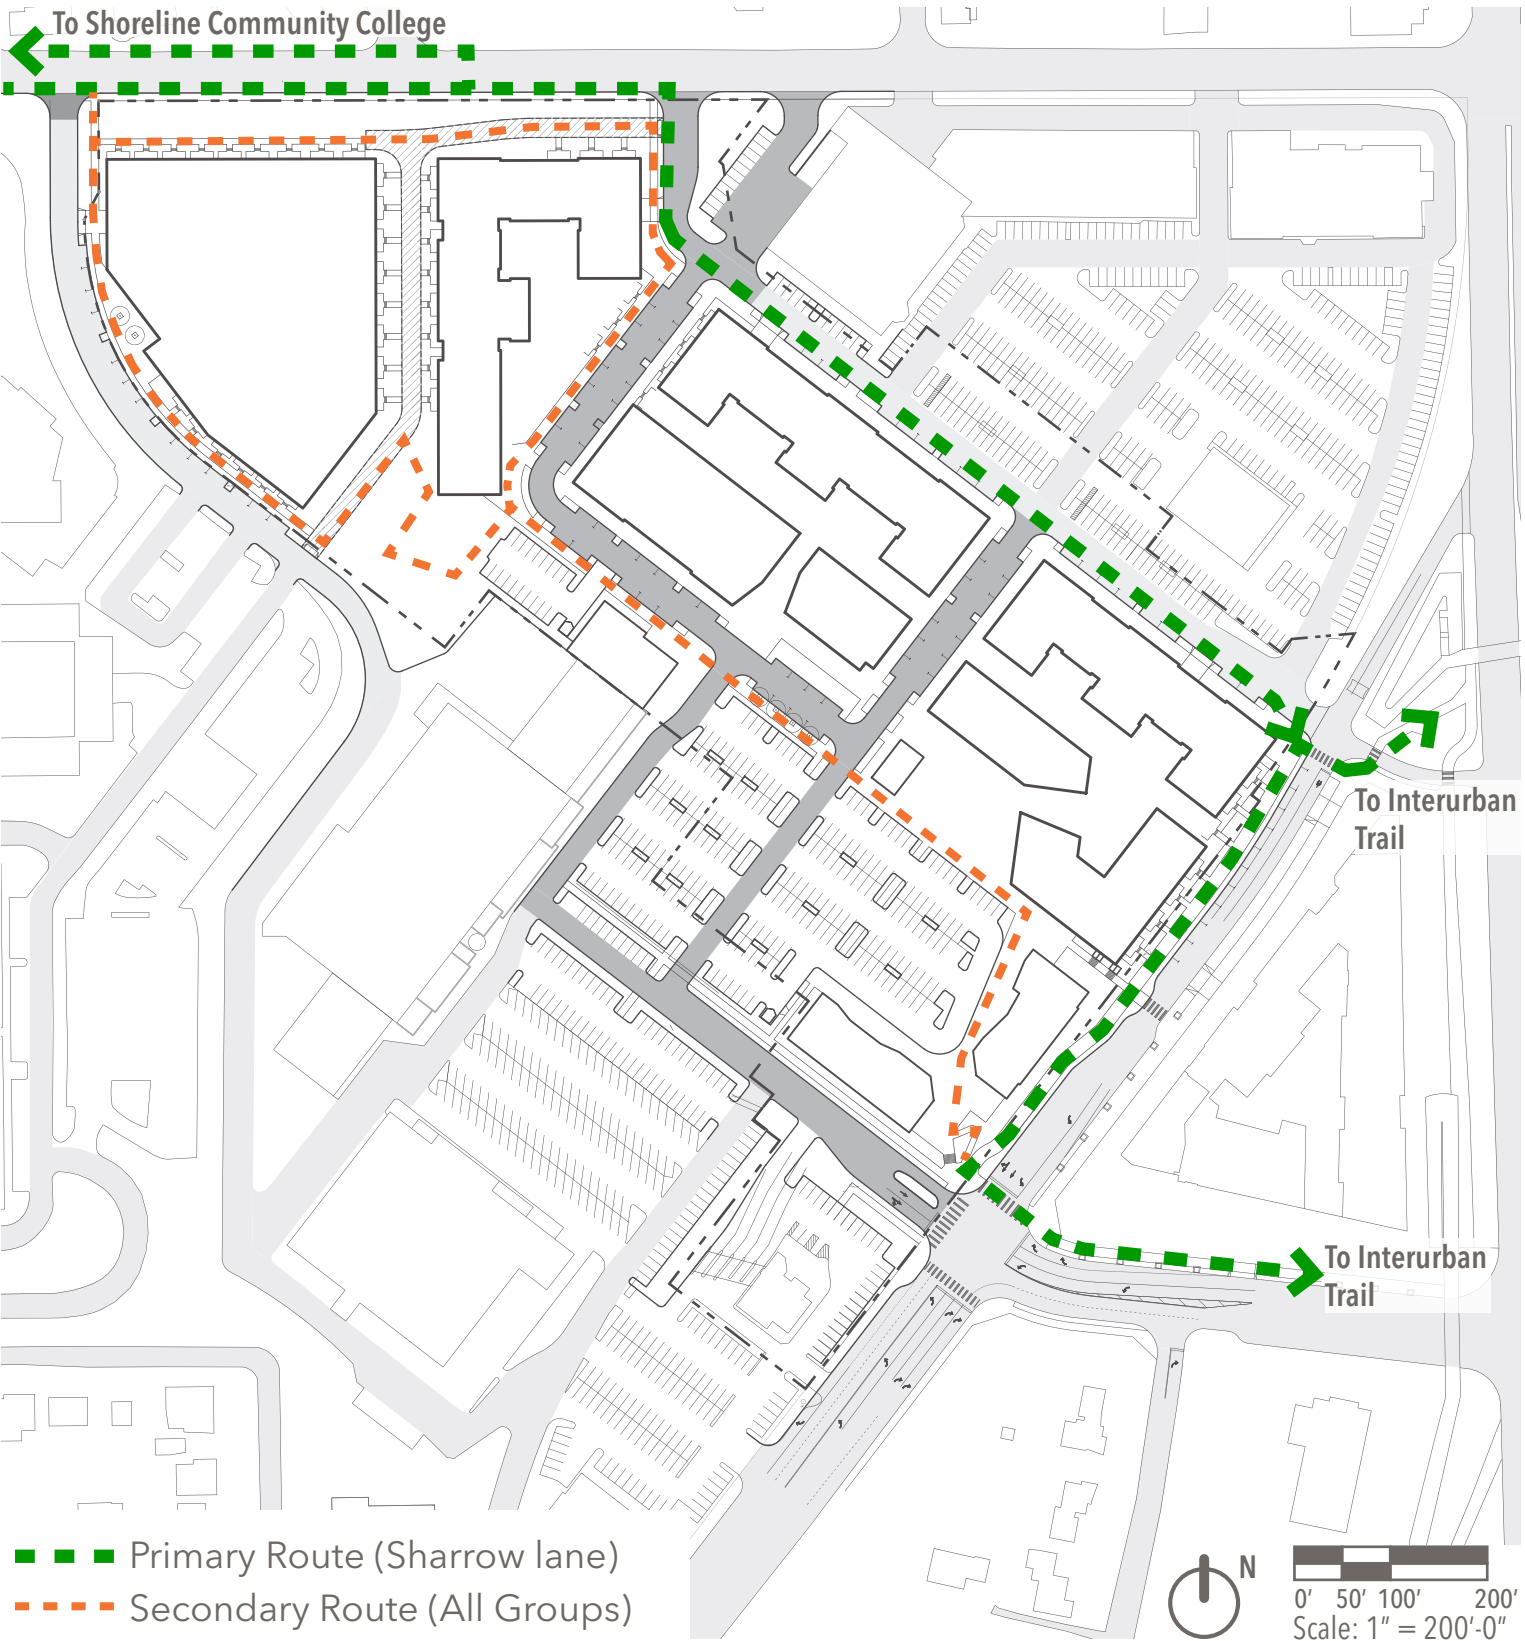 To Shoreline Community College
To Interurban
Trail
To Interurban
Trail
Primary Route (Sharrow lane)
Secondary Route (All Groups)
N
0' 50' 100' 200'
Scale: 1" = 200'-0"